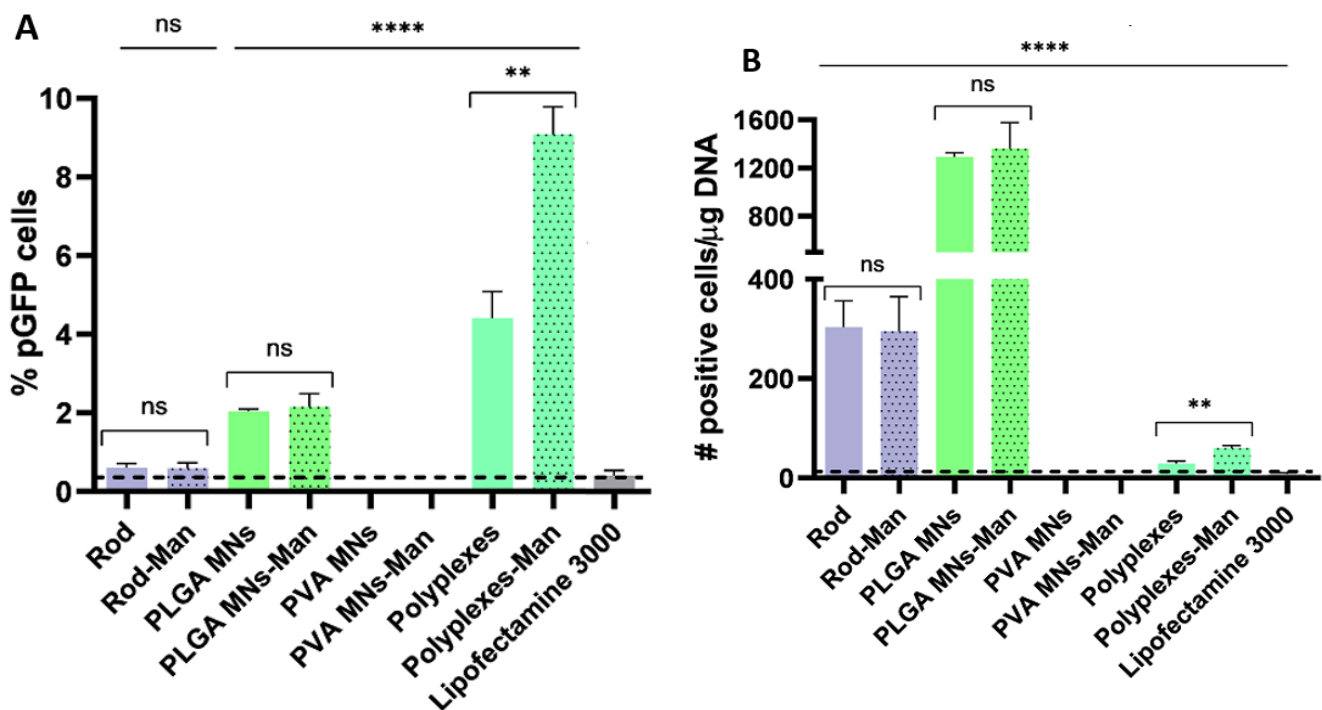 A
ns
****
**
ns
ns
% pGFP cells
10
8
6
4
2
0
Rod
Rod-Man
PLGA MNs
PLGA MNs-Man
PVA MNs
PVA MNs-Man
Polyplexes
Polyplexes-Man
Lipofectamine 3000
B
****
ns
ns
**
# positive cells/μg DNA
1600
1200
800
400
200
0
Rod
Rod-Man
PLGA MNs
PLGA MNs-Man
PVA MNs
PVA MNs-Man
Polyplexes
Polyplexes-Man
Lipofectamine 3000